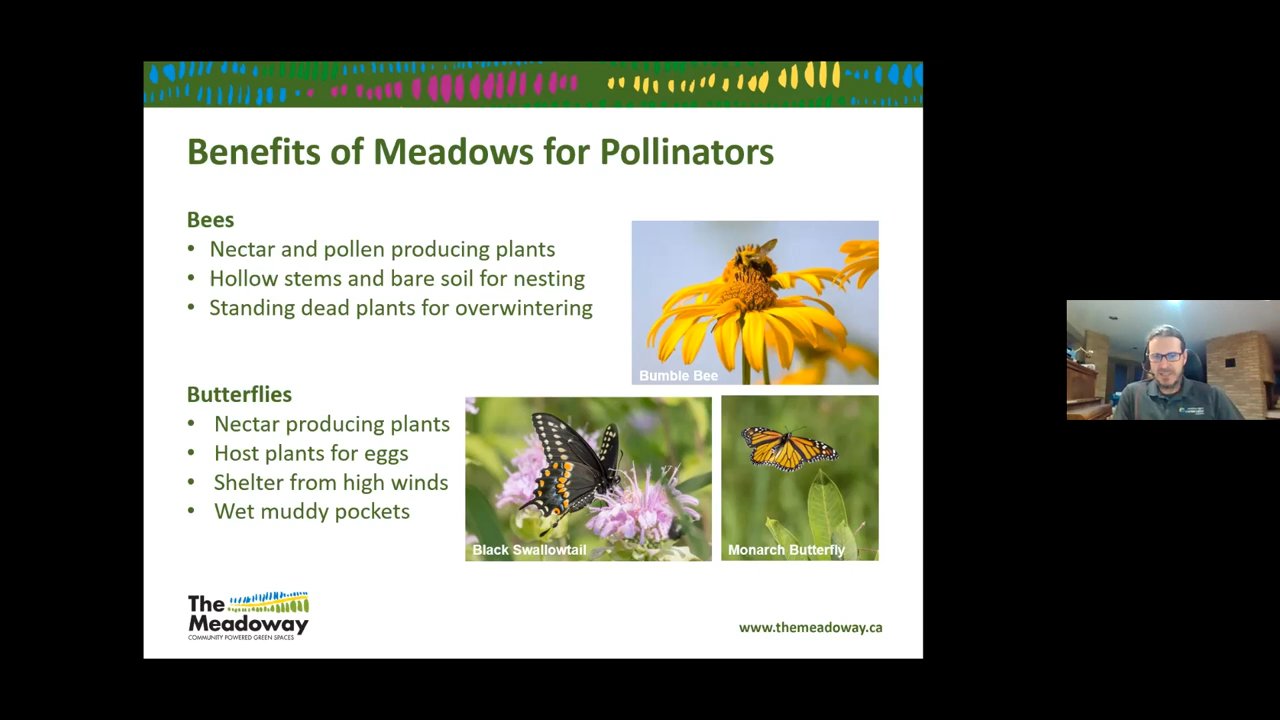 Benefits of Meadows for Pollinators
Bees
• Nectar and pollen producing plants
• Hollow stems and bare soil for nesting
• Standing dead plants for overwintering
Bumble Bee
Butterflies
• Nectar producing plants
• Host plants for eggs
• Shelter from high winds
• Wet muddy pockets
Black Swallowtail
Monarch Butterfly
The
Meadoway
COMMUNITY POWERED GREEN SPACES
www.themeadoway.ca